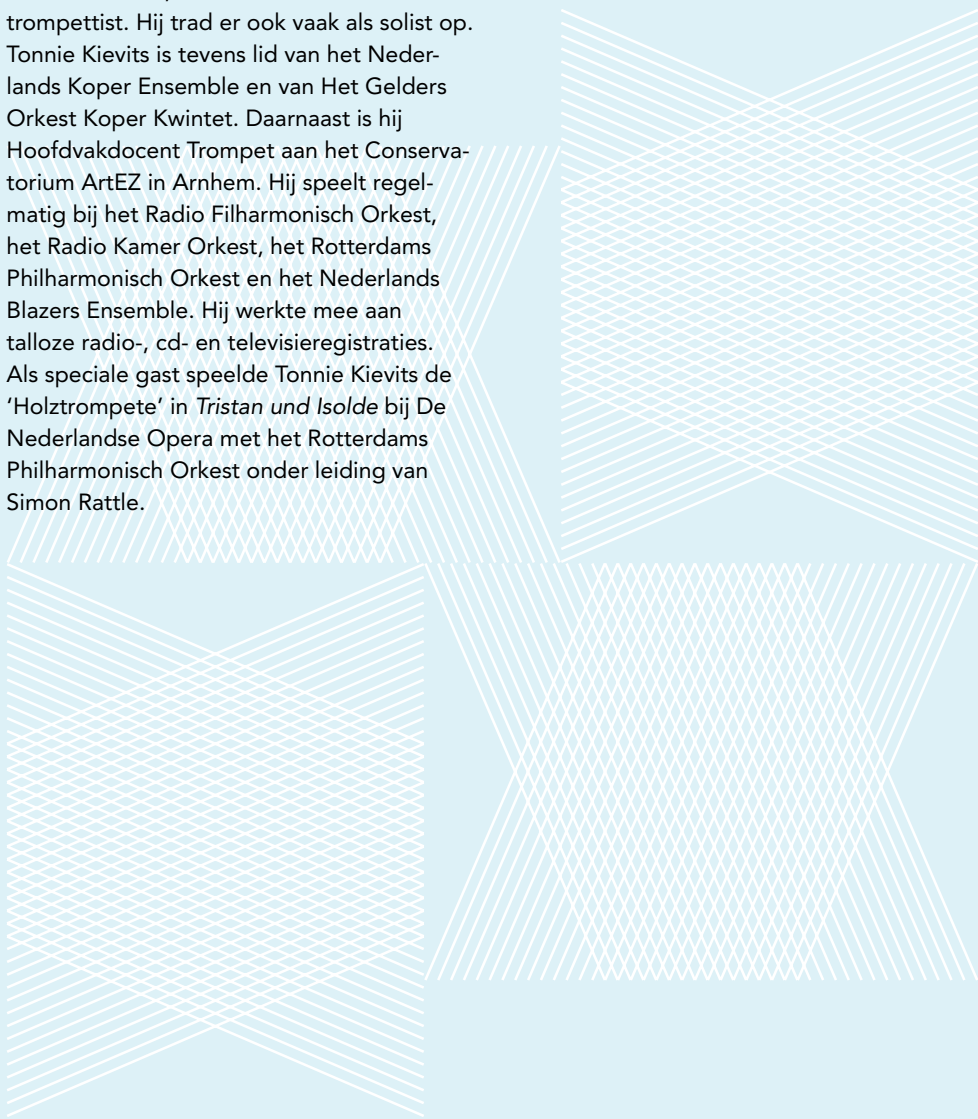 trompettist. Hij trad er ook vaak als solist op.
Tonnie Kievits is tevens lid van het Neder-
lands Koper Ensemble en van Het Gelders
Orkest Koper Kwintet. Daarnaast is hij
Hoofdvakdocent Trompet aan het Conserva-
torium ArtEZ in Arnhem. Hij speelt regel-
matig bij het Radio Filharmonisch Orkest,
het Radio Kamer Orkest, het Rotterdams
Philharmonisch Orkest en het Nederlands
Blazers Ensemble. Hij werkte mee aan
talloze radio-, cd- en televisieregistraties.
Als speciale gast speelde Tonnie Kievits de
‘Holztrompete’ in Tristan und Isolde bij De
Nederlandse Opera met het Rotterdams
Philharmonisch Orkest onder leiding van
Simon Rattle.